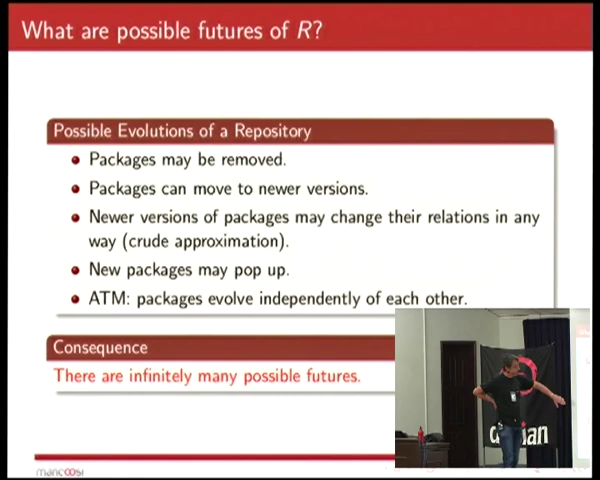 What are possible futures of R?
Possible Evolutions of a Repository
Packages may be removed.
Packages can move to newer versions.
Newer versions of packages may change their relations in any
way (crude approximation).
New packages may pop up.
ATM: packages evolve independently of each other.
Consequence
There are infinitely many possible futures.
mancoosi